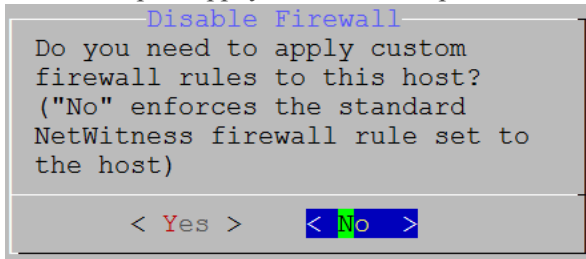 Disable Firewall
Do you need to apply custom
firewall rules to this host?
("No" enforces the standard
NetWitness firewall rule set to
the host)
< Yes > < No >